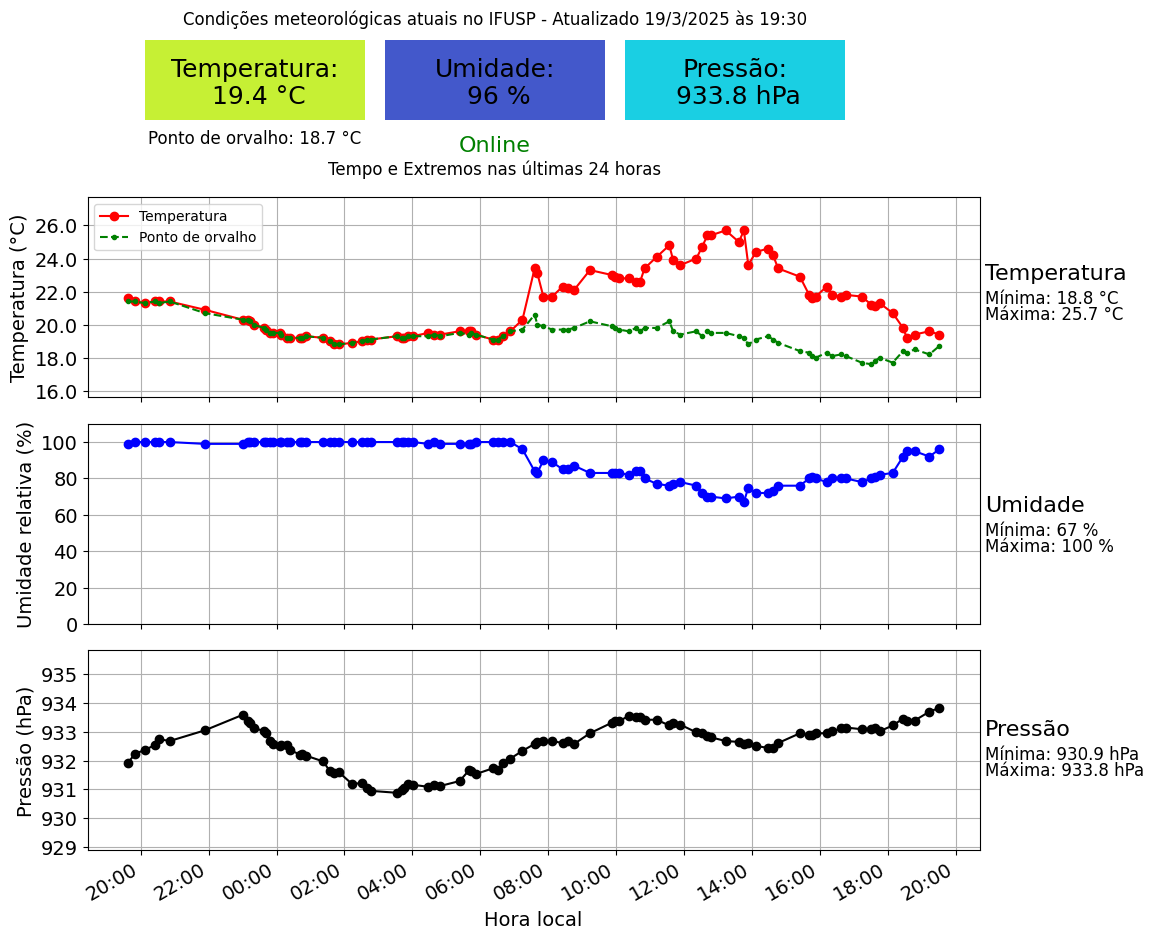 Condições meteorológicas atuais no IFUSP - Atualizado 19/3/2025 às 19:30
Temperatura:
19.4 °C
Umidade:
96 %
Pressão:
933.8 hPa
Ponto de orvalho: 18.7 °C
Online
Tempo e Extremos nas últimas 24 horas
Temperatura (°C)
26.0
24.0
22.0
20.0
18.0
16.0
Temperatura
Ponto de orvalho
Temperatura
Mínima: 18.8 °C
Máxima: 25.7 °C
Umidade relativa (%)
100
80
60
40
20
0
Umidade
Mínima: 67 %
Máxima: 100 %
Pressão (hPa)
935
934
933
932
931
930
929
Pressão
Mínima: 930.9 hPa
Máxima: 933.8 hPa
20:00 22:00 00:00 02:00 04:00 06:00 08:00 10:00 12:00 14:00 16:00 18:00 20:00
Hora local